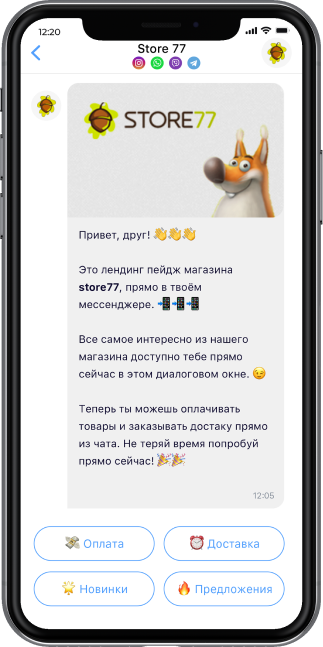 12:20
Store 77
STORE77
Привет, друг! 👋👋👋
Это лендинг пейдж магазина
store77, прямо в твоём
мессенджере. 📲📲📲
Все самое интересно из нашего
магазина доступно тебе прямо
сейчас в этом диалоговом окне. 😉
Теперь ты можешь оплачивать
товары и заказывать достаку прямо
из чата. Не теряй время попробуй
прямо сейчас! 🎉🎉
12:05
💸 Оплата
⏰ Доставка
🌟 Новинки
🔥 Предложения